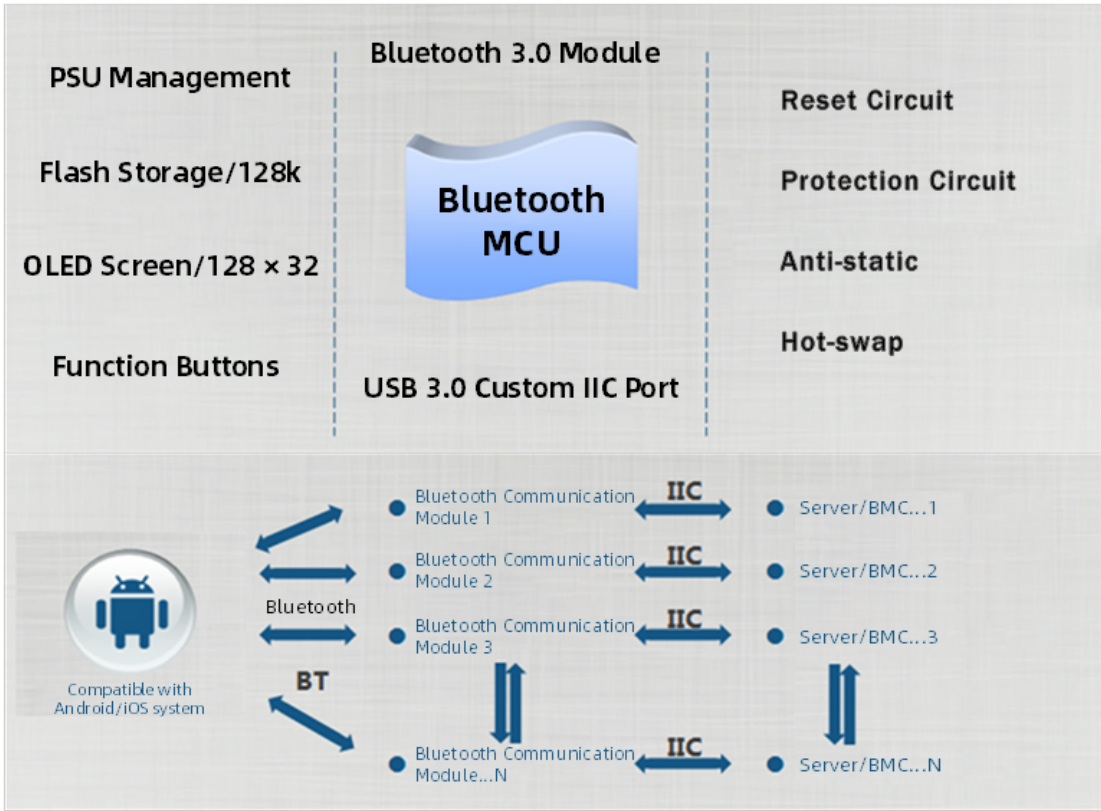 PSU Management
Flash Storage/128k
OLED Screen/128 × 32
Function Buttons
Bluetooth 3.0 Module
Bluetooth
MCU
USB 3.0 Custom IIC Port
Reset Circuit
Protection Circuit
Anti-static
Hot-swap
Compatible with
Android/iOS system
Bluetooth
BT
Bluetooth Communication
Module 1
IIC
Server/BMC...1
Bluetooth Communication
Module 2
IIC
Server/BMC...2
Bluetooth Communication
Module 3
IIC
Server/BMC...3
Bluetooth Communication
Module...N
IIC
Server/BMC...N